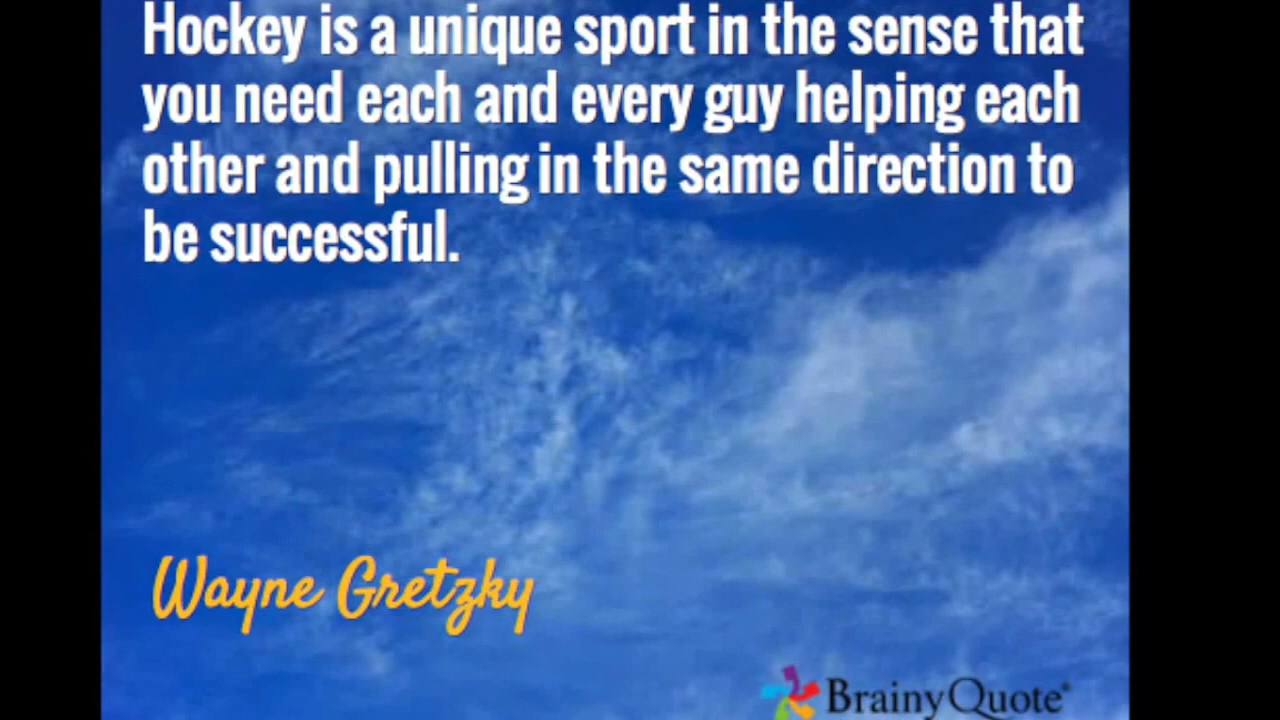 Hockey is a unique sport in the sense that
you need each and every guy helping each
other and pulling in the same direction to
be successful.
Wayne Gretzky
BrainyQuote®